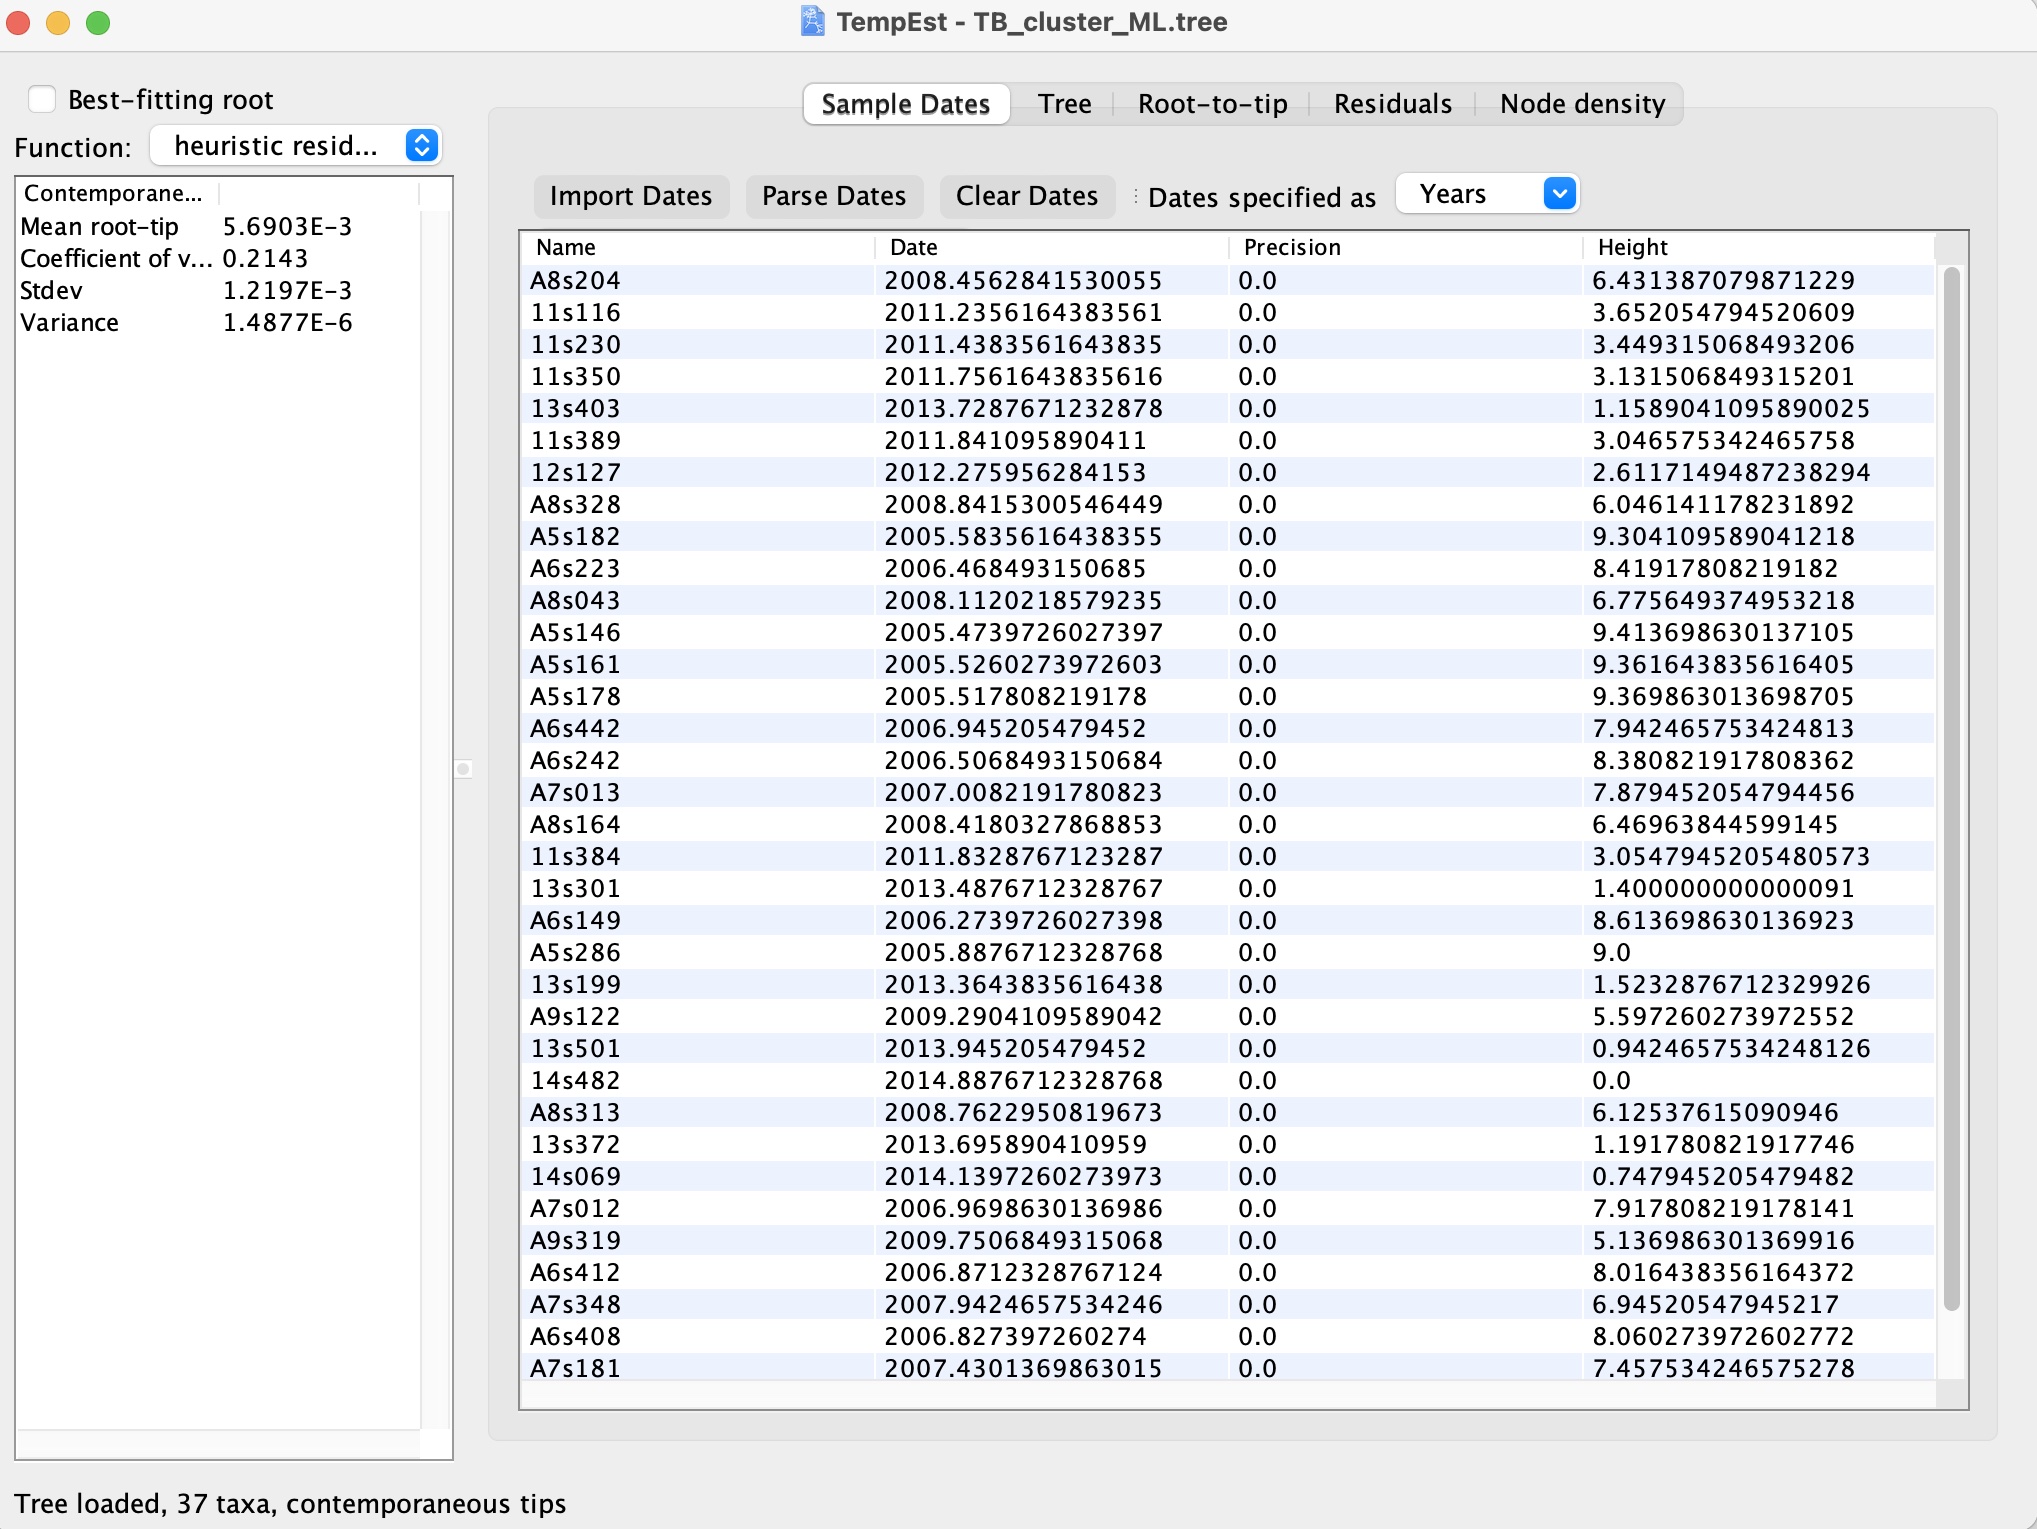 TempEst - TB_cluster_ML.tree
Best-fitting root
Function: heuristic resid...
Contemporane...
Mean root-tip 5.6903E-3
Coefficient of v... 0.2143
Stdev 1.2197E-3
Variance 1.4877E-6
Sample Dates Tree Root-to-tip Residuals Node density
Import Dates Parse Dates Clear Dates Dates specified as Years
Name Date Precision Height
A8s204 2008.4562841530055 0.0 6.431387079871229
11s116 2011.2356164383561 0.0 3.652054794520609
11s230 2011.4383561643835 0.0 3.449315068493206
11s350 2011.7561643835616 0.0 3.131506849315201
13s403 2013.7287671232878 0.0 1.1589041095890025
11s389 2011.841095890411 0.0 3.046575342465758
12s127 2012.275956284153 0.0 2.6117149487238294
A8s328 2008.8415300546449 0.0 6.046141178231892
A5s182 2005.5835616438355 0.0 9.304109589041218
A6s223 2006.468493150685 0.0 8.41917808219182
A8s043 2008.1120218579235 0.0 6.775649374953218
A5s146 2005.4739726027397 0.0 9.413698630137105
A5s161 2005.5260273972603 0.0 9.361643835616405
A5s178 2005.517808219178 0.0 9.369863013698705
A6s442 2006.945205479452 0.0 7.942465753424813
A6s242 2006.5068493150684 0.0 8.380821917808362
A7s013 2007.0082191780823 0.0 7.879452054794456
A8s164 2008.4180327868853 0.0 6.46963844599145
11s384 2011.8328767123287 0.0 3.0547945205480573
13s301 2013.4876712328767 0.0 1.400000000000091
A6s149 2006.2739726027398 0.0 8.613698630136923
A5s286 2005.8876712328768 0.0 9.0
13s199 2013.3643835616438 0.0 1.5232876712329926
A9s122 2009.2904109589042 0.0 5.597260273972552
13s501 2013.945205479452 0.0 0.9424657534248126
14s482 2014.8876712328768 0.0 0.0
A8s313 2008.7622950819673 0.0 6.12537615090946
13s372 2013.695890410959 0.0 1.191780821917746
14s069 2014.1397260273973 0.0 0.747945205479482
A7s012 2006.9698630136986 0.0 7.917808219178141
A9s319 2009.7506849315068 0.0 5.136986301369916
A6s412 2006.8712328767124 0.0 8.016438356164372
A7s348 2007.9424657534246 0.0 6.94520547945217
A6s408 2006.827397260274 0.0 8.060273972602772
A7s181 2007.4301369863015 0.0 7.457534246575278
Tree loaded, 37 taxa, contemporaneous tips